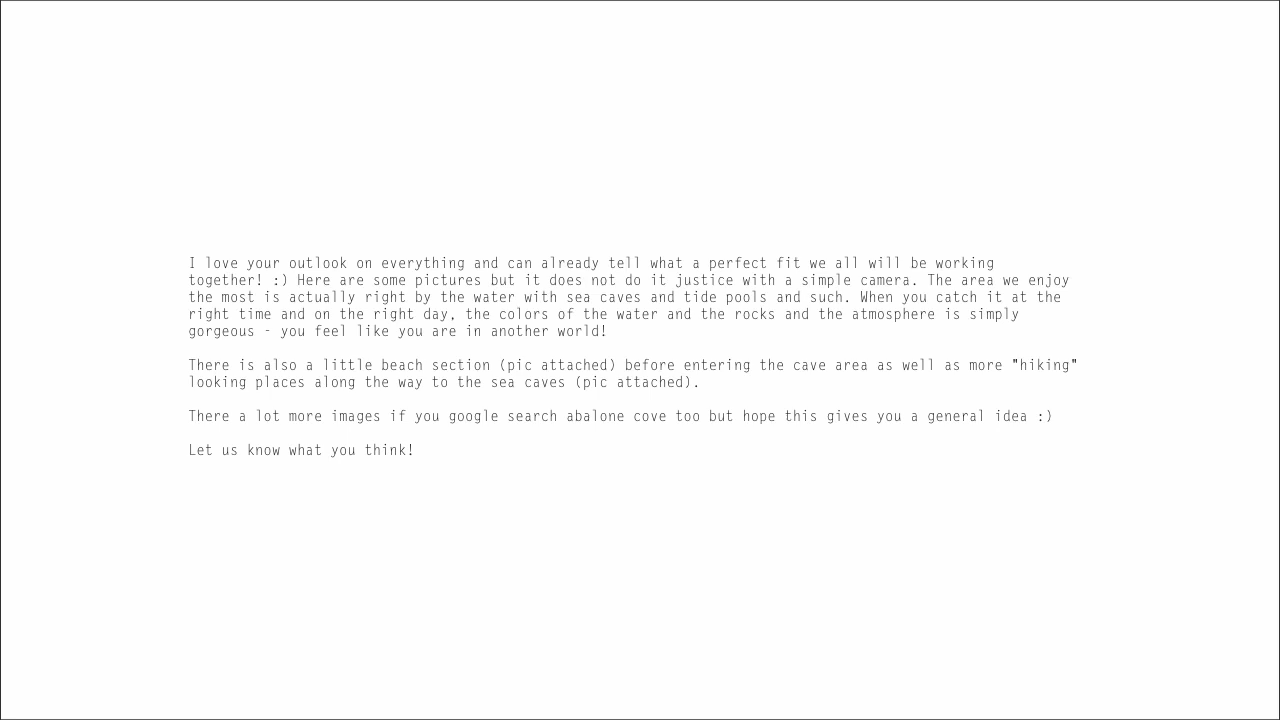 I love your outlook on everything and can already tell what a perfect fit we all will be working
together! :) Here are some pictures but it does not do it justice with a simple camera. The area we enjoy
the most is actually right by the water with sea caves and tide pools and such. When you catch it at the
right time and on the right day, the colors of the water and the rocks and the atmosphere is simply
gorgeous - you feel like you are in another world!
There is also a little beach section (pic attached) before entering the cave area as well as more "hiking"
looking places along the way to the sea caves (pic attached).
There a lot more images if you google search abalone cove too but hope this gives you a general idea :)
Let us know what you think!